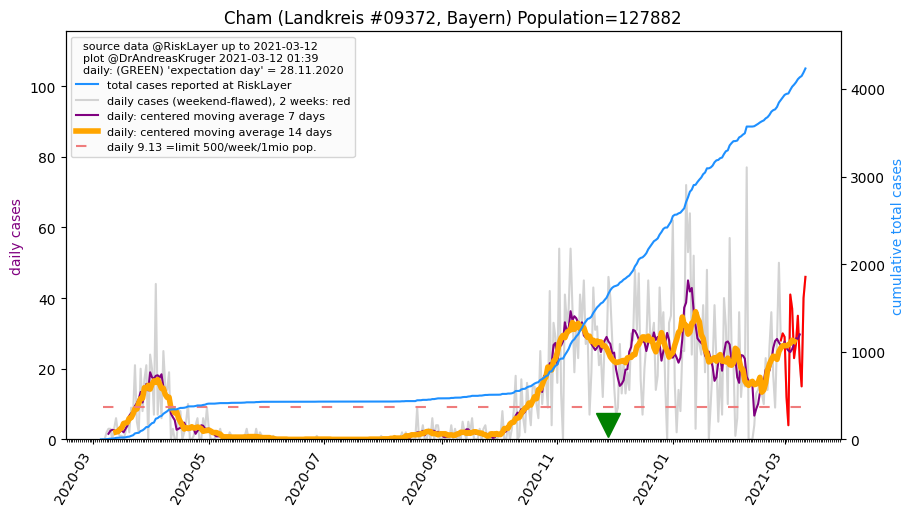 Cham (Landkreis #09372, Bayern) Population=127882
source data @RiskLayer up to 2021-03-12
plot @DrAndreasKruger 2021-03-12 01:39
daily: (GREEN) 'expectation day' = 28.11.2020
total cases reported at RiskLayer
daily cases (weekend-flawed), 2 weeks: red
daily: centered moving average 7 days
daily: centered moving average 14 days
daily 9.13 =limit 500/week/1mio pop.
daily cases
100
80
60
40
20
0
cumulative total cases
4000
3000
2000
1000
0
2020-03
2020-05
2020-07
2020-09
2020-11
2021-01
2021-03